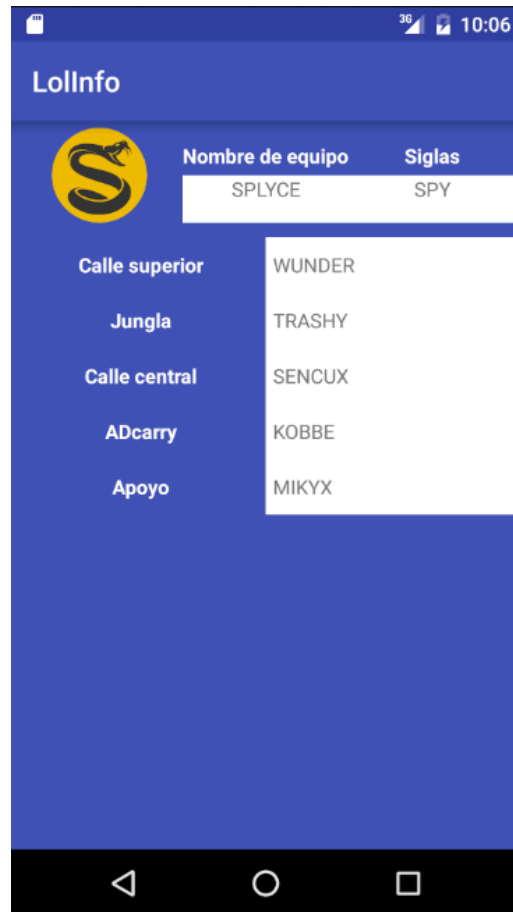 3G 10:06
LolInfo
Nombre de equipo Siglas
SPLYCE SPY
Calle superior WUNDER
Jungla TRASHY
Calle central SENCUX
ADcarry KOBBE
Apoyo MIKYX